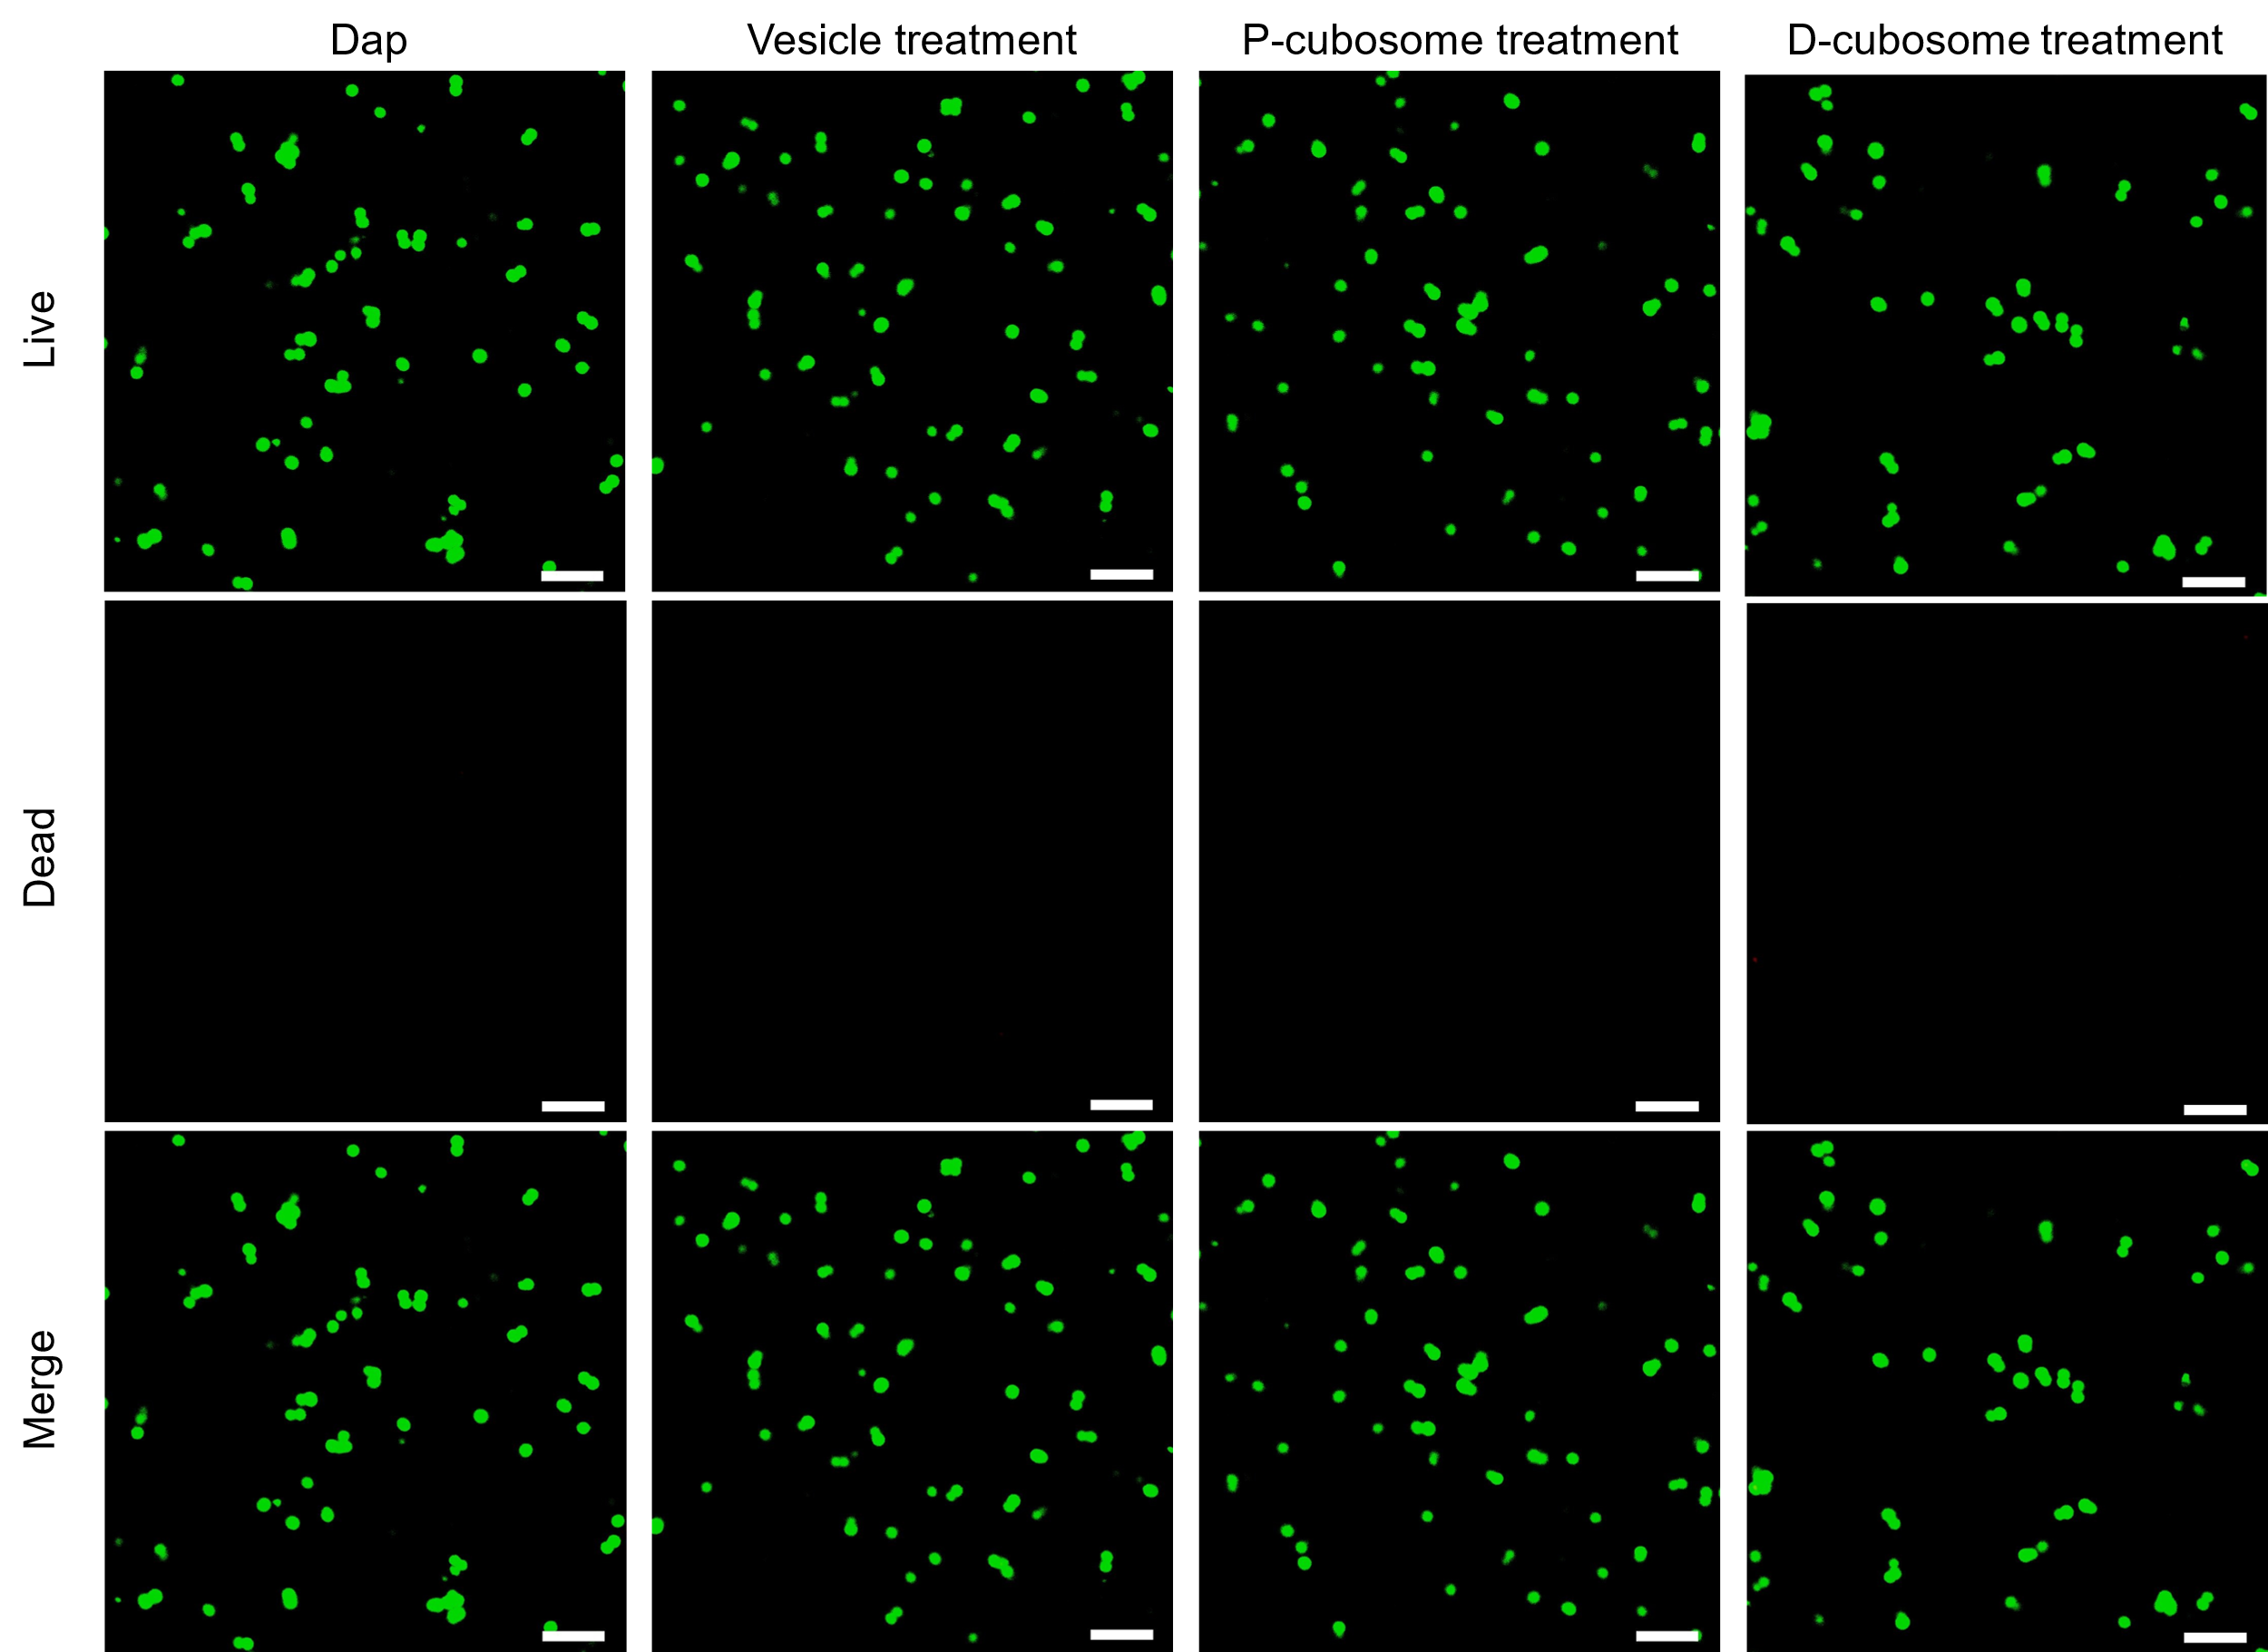 Dap
Vesicle treatment
P-cubosome treatment
D-cubosome treatment
Live
Dead
Merge